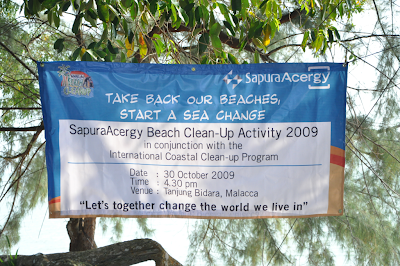 SapuraAcergy
TAKE BACK OUR BEACHES,
START A SEA CHANGE
SapuraAcergy Beach Clean-Up Activity 2009
in conjunction with the
International Coastal Clean-up Program
Date : 30 October 2009
Time : 4.30 pm
Venue : Tanjung Bidara, Malacca
"Let's together change the world we live in"